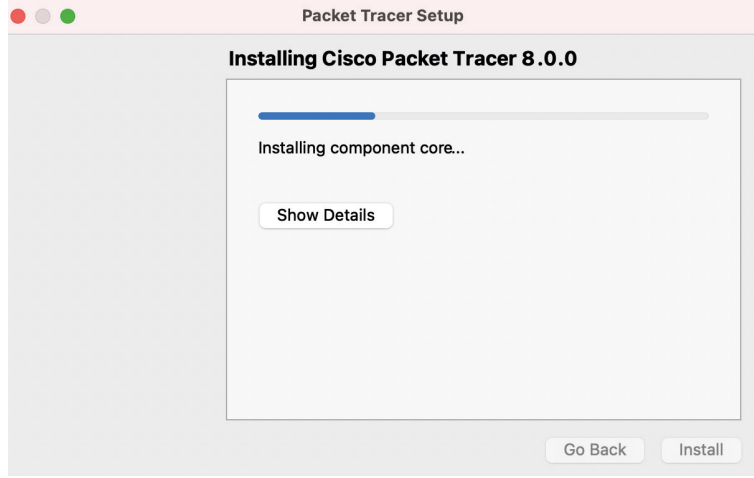 Packet Tracer Setup
Installing Cisco Packet Tracer 8.0.0
Installing component core...
Show Details
Go Back
Install